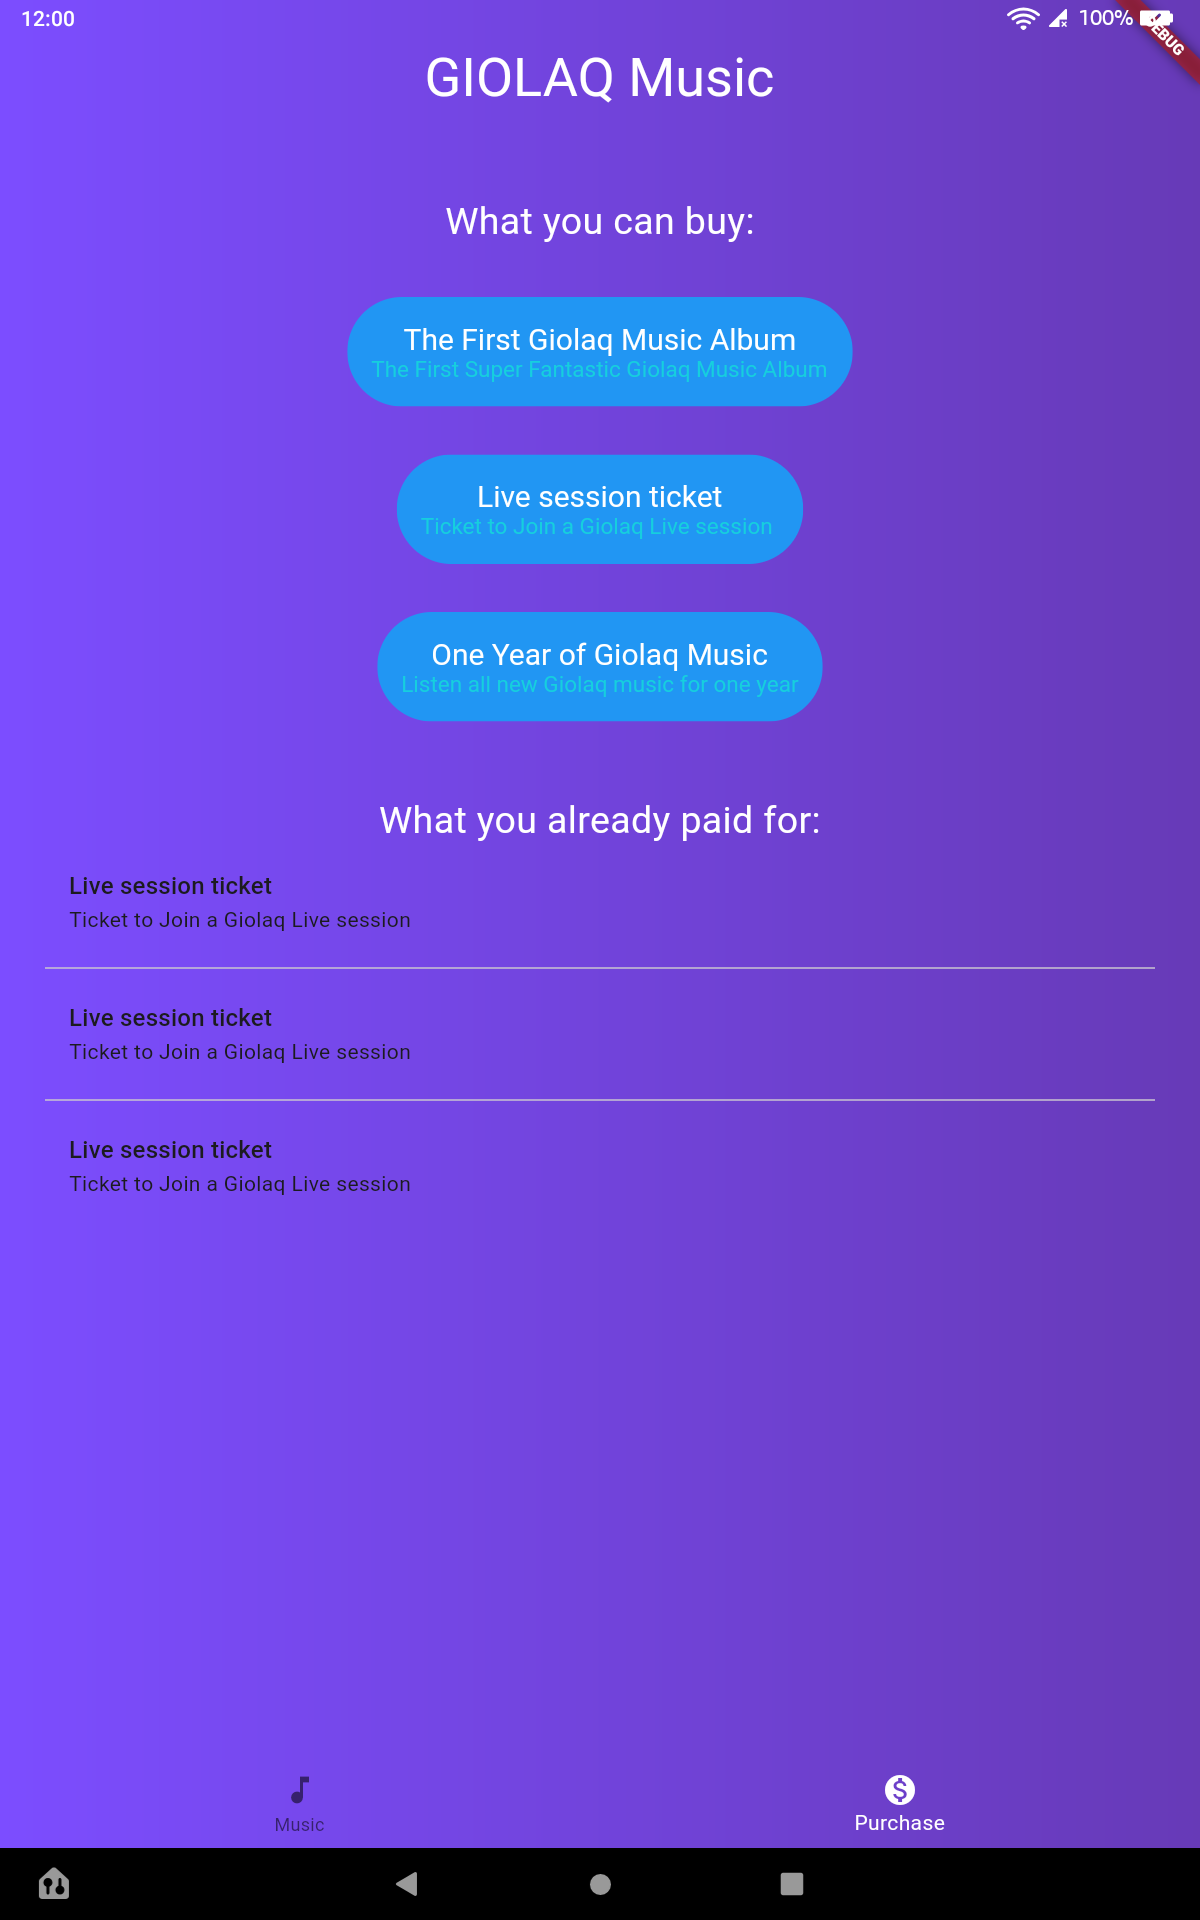 12:00
100%
DEBUG
GIOLAQ Music
What you can buy:
The First Giolaq Music Album
The First Super Fantastic Giolaq Music Album
Live session ticket
Ticket to Join a Giolaq Live session
One Year of Giolaq Music
Listen all new Giolaq music for one year
What you already paid for:
Live session ticket
Ticket to Join a Giolaq Live session
Live session ticket
Ticket to Join a Giolaq Live session
Live session ticket
Ticket to Join a Giolaq Live session
Music
Purchase